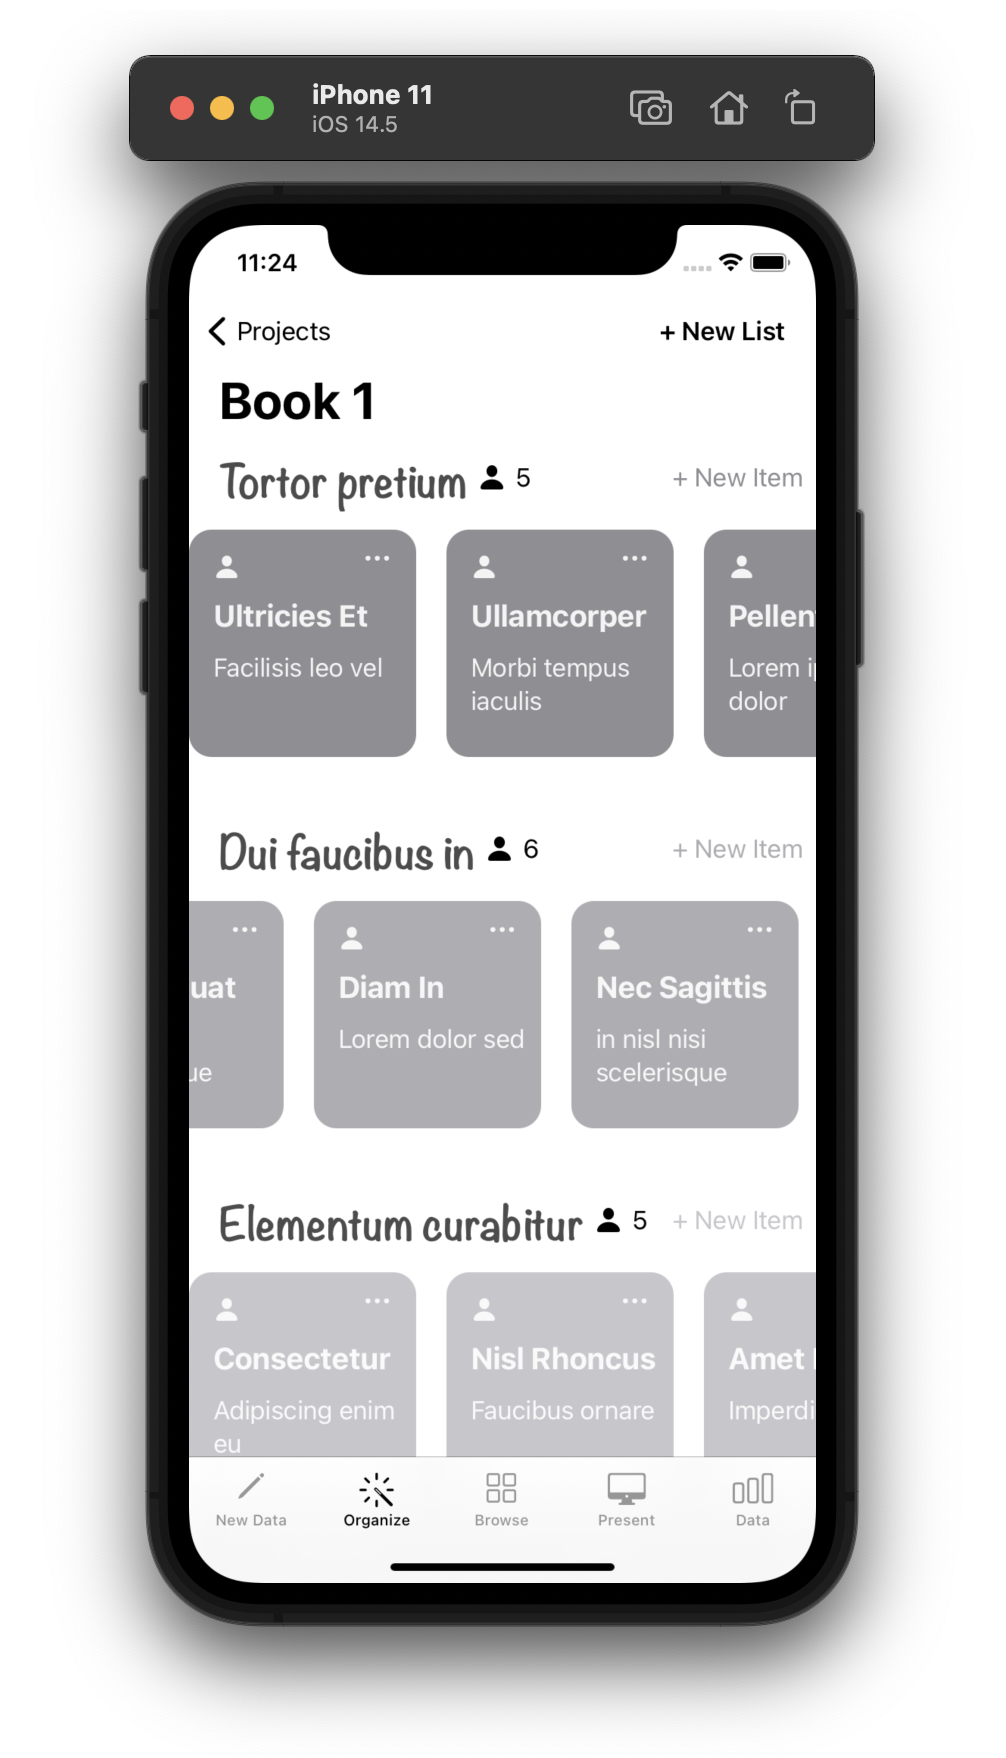 iPhone 11
iOS 14.5
11:24
Projects
+ New List
Book 1
Tortor pretium 5 + New Item
Ultricies Et
Facilisis leo vel
Ullamcorper
Morbi tempus
iaculis
Pellen
Lorem
dolor
Dui faucibus in 6 + New Item
uat
ue
Diam In
Lorem dolor sed
Nec Sagittis
in nisl nisi
scelerisque
Elementum curabitur 5 + New Item
Consectetur
Adipiscing enim
eu
Nisl Rhoncus
Faucibus ornare
Amet
Imperdi
New Data
Organize
Browse
Present
Data